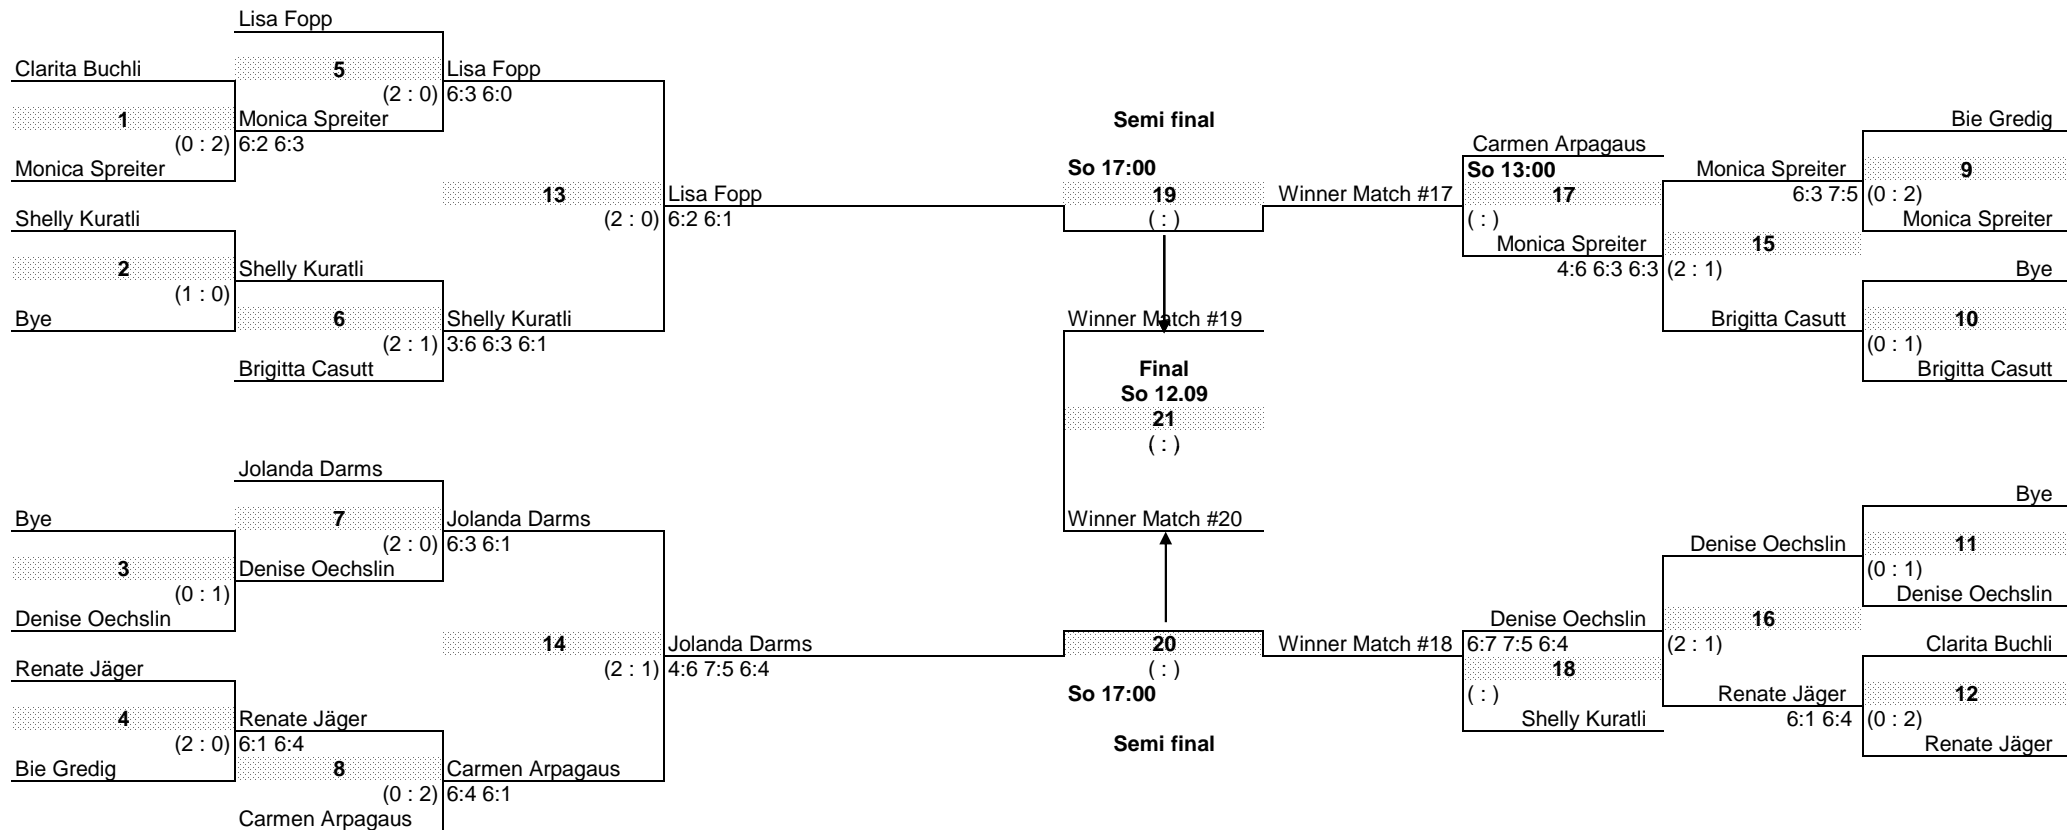 Lisa Fopp
Clarita Buchli 5 Lisa Fopp
(2 : 0) 6:3 6:0
1 Monica Spreiter Semi final Bie Gredig
(0 : 2) 6:2 6:3 Carmen Arpagaus
Monica Spreiter So 17:00 So 13:00 Monica Spreiter 9
13 Lisa Fopp 19 Winner Match #17 17 6:3 7:5 (0 : 2)
Shelly Kuratli (2 : 0) 6:2 6:1 ( : ) ( : ) Monica Spreiter
Monica Spreiter 15
2 Shelly Kuratli 4:6 6:3 6:3 (2 : 1) Bye
(1 : 0)
Bye 6 Shelly Kuratli Winner Match #19 Brigitta Casutt 10
(2 : 1) 3:6 6:3 6:1 (0 : 1)
Brigitta Casutt Final Brigitta Casutt
So 12.09
21
( : )
Jolanda Darms
Bye
Bye 7 Jolanda Darms Winner Match #20
(2 : 0) 6:3 6:1 Denise Oechslin 11
3 Denise Oechslin (0 : 1)
(0 : 1) Denise Oechslin
Denise Oechslin Denise Oechslin 16
14 Jolanda Darms 20 Winner Match #18 6:7 7:5 6:4 (2 : 1) Clarita Buchli
Renate Jäger (2 : 1) 4:6 7:5 6:4 ( : ) 18
So 17:00 ( : ) Renate Jäger 12
4 Renate Jäger Shelly Kuratli 6:1 6:4 (0 : 2)
(2 : 0) 6:1 6:4 Semi final Renate Jäger
Bie Gredig 8 Carmen Arpagaus
(0 : 2) 6:4 6:1
Carmen Arpagaus